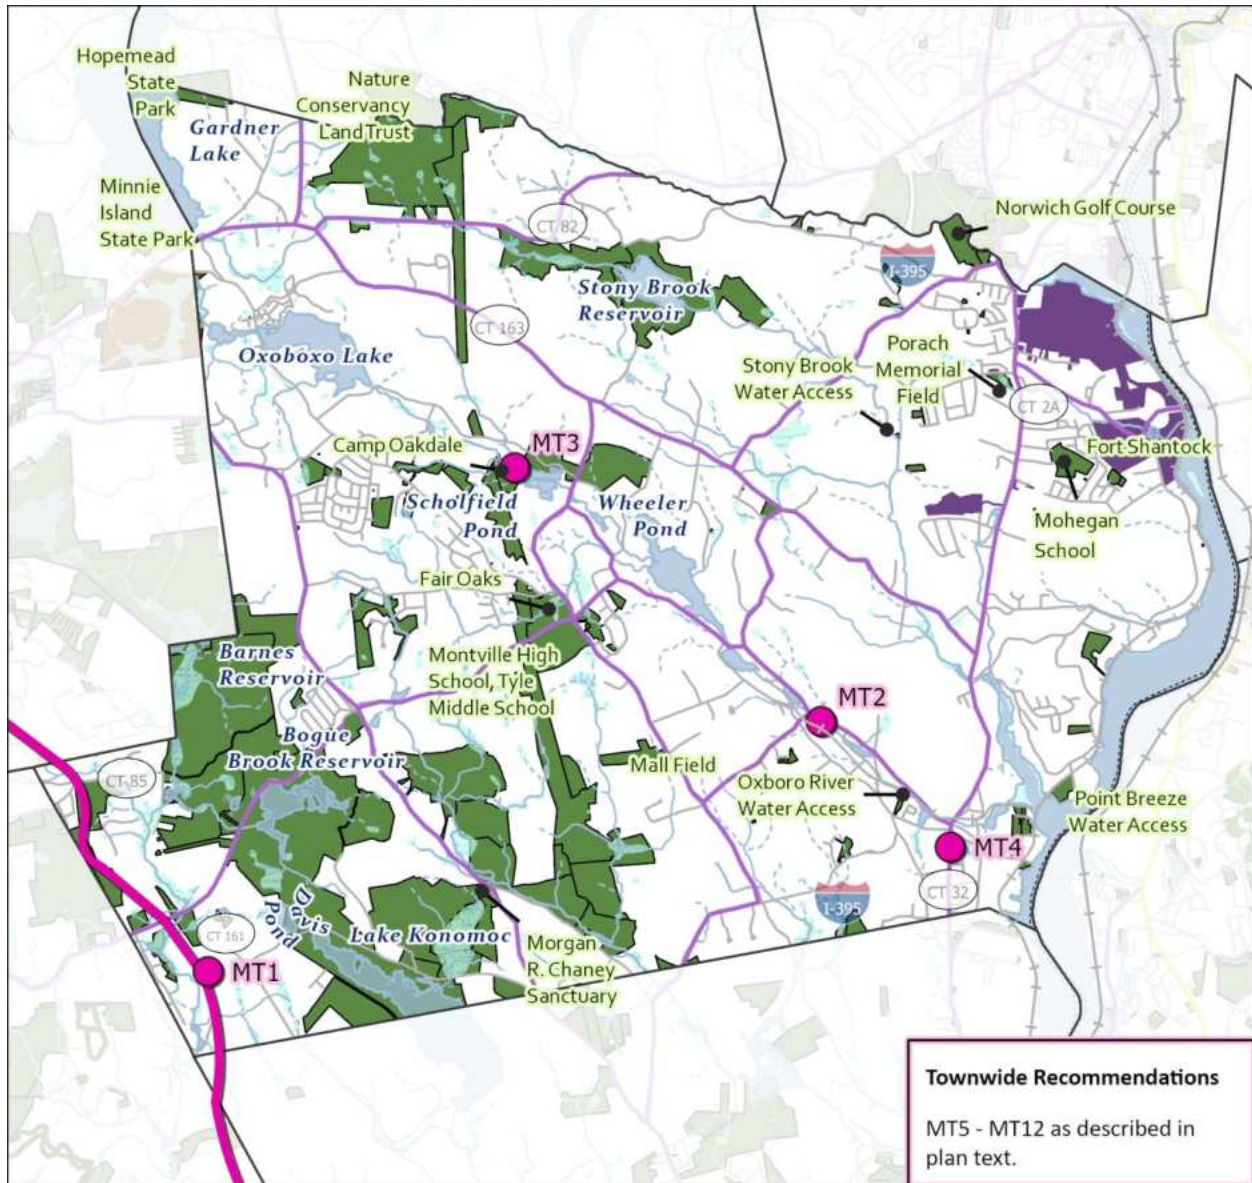 Hopemead
State
Park
Nature
Conservancy
Land Trust
Gardner
Lake
Minnie
Island
State Park
CT 82
Norwich Golf Course
I-395
Stony Brook
Reservoir
CT 163
Oxoboxo Lake
Stony Brook
Water Access
Porach
Memorial
Field
CT 2A
Camp Oakdale
MT3
Fort Shantock
Scholfield
Pond
Wheeler
Pond
Mohegan
School
Fair Oaks
Barnes
Reservoir
Montville High
School, Tyle
Middle School
MT2
Bogue
Brook Reservoir
Mall Field
CT 85
Oxboro River
Water Access
Point Breeze
Water Access
MT4
CT 32
I-395
Davis
Pond
CT 161
Lake Konomoc
MT1
Morgan
R. Chaney
Sanctuary
Townwide Recommendations
MT5 - MT12 as described in
plan text.